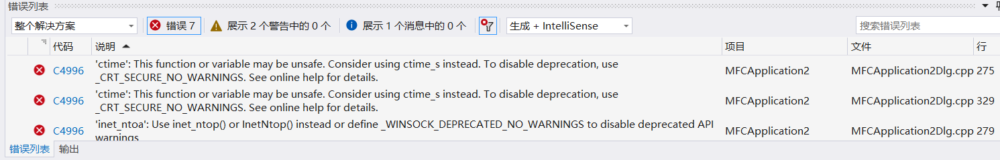 错误列表
整个解决方案
错误 7
展示 2 个警告中的 0 个
展示 1 个消息中的 0 个
生成 + IntelliSense
搜索错误列表
代码 说明 项目 文件 行
C4996 'ctime': This function or variable may be unsafe. Consider using ctime_s instead. To disable deprecation, use MFCApplication2 MFCApplication2Dlg.cpp 275
_CRT_SECURE_NO_WARNINGS. See online help for details.
C4996 'ctime': This function or variable may be unsafe. Consider using ctime_s instead. To disable deprecation, use MFCApplication2 MFCApplication2Dlg.cpp 329
_CRT_SECURE_NO_WARNINGS. See online help for details.
C4996 'inet_ntoa': Use inet_ntop() or InetNtop() instead or define _WINSOCK_DEPRECATED_NO_WARNINGS to disable deprecated API MFCApplication2 MFCApplication2Dlg.cpp 279
warnings
错误列表 输出